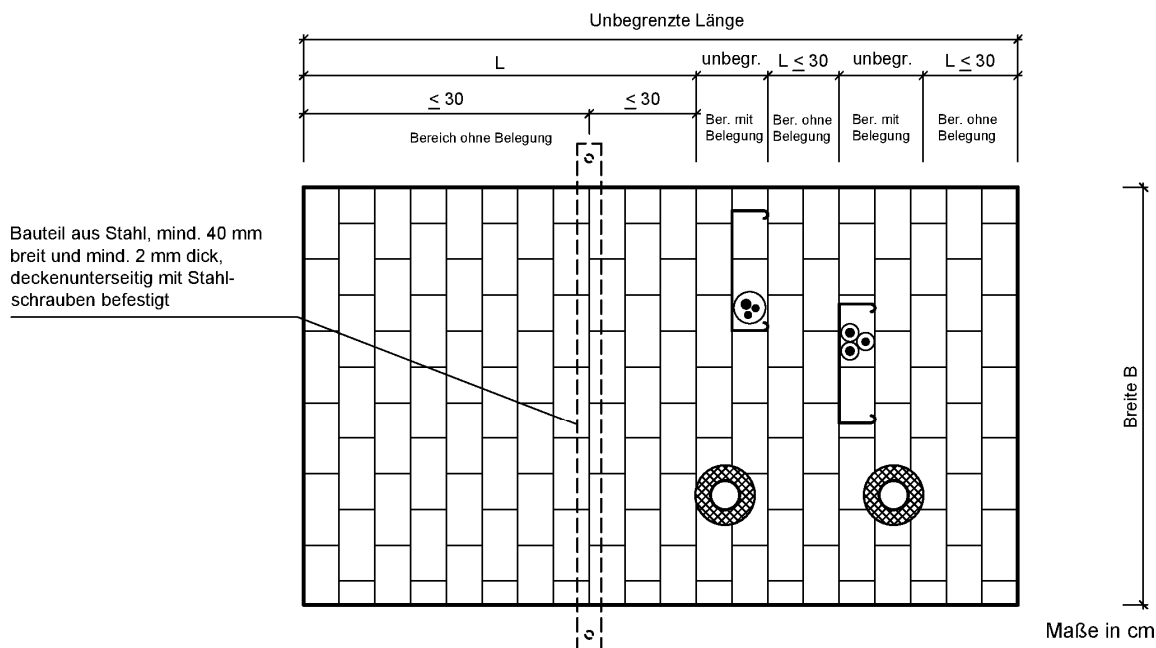 Unbegrenzte Länge
L
unbegr.
L ≤ 30
unbegr.
L ≤ 30
≤ 30
≤ 30
Bereich ohne Belegung
Ber. mit
Belegung
Ber. ohne
Belegung
Ber. mit
Belegung
Ber. ohne
Belegung
Bauteil aus Stahl, mind. 40 mm
breit und mind. 2 mm dick,
deckenunterseitig mit Stahl-
schrauben befestigt
Breite B
Maße in cm